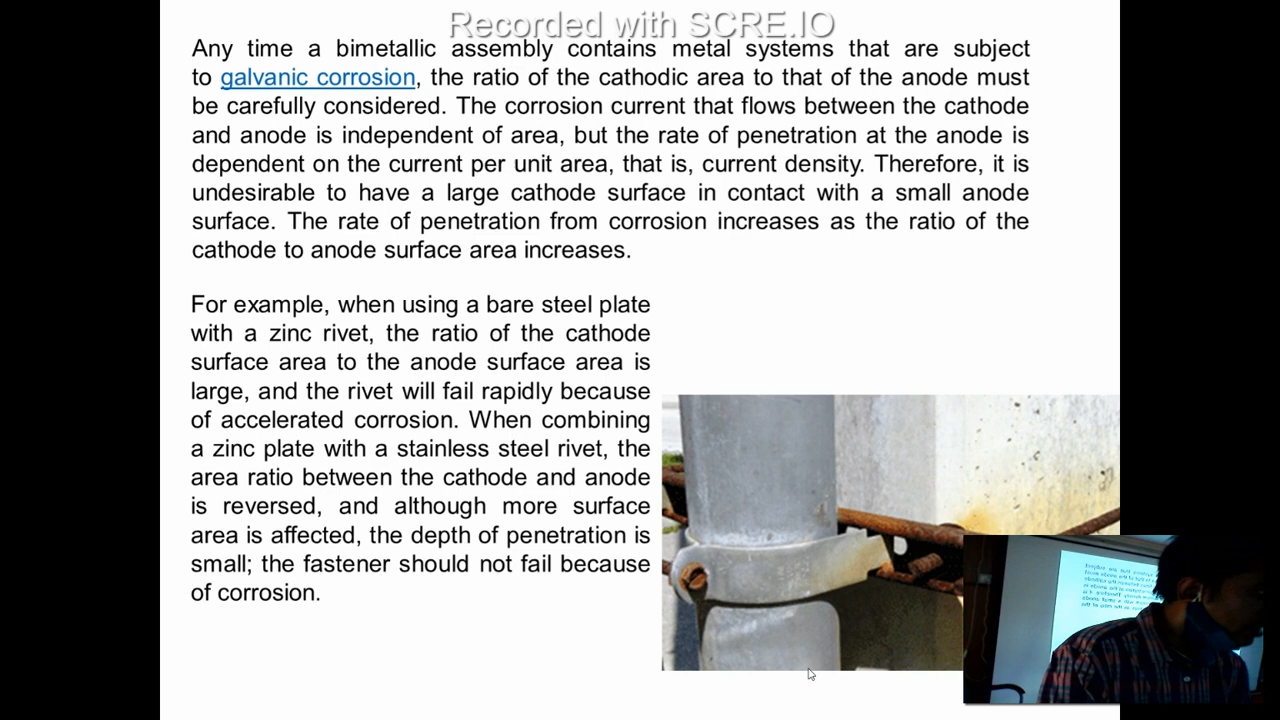 Recorded with SCRE.IO
Any time a bimetallic assembly contains metal systems that are subject
to galvanic corrosion, the ratio of the cathodic area to that of the anode must
be carefully considered. The corrosion current that flows between the cathode
and anode is independent of area, but the rate of penetration at the anode is
dependent on the current per unit area, that is, current density. Therefore, it is
undesirable to have a large cathode surface in contact with a small anode
surface. The rate of penetration from corrosion increases as the ratio of the
cathode to anode surface area increases.
For example, when using a bare steel plate
with a zinc rivet, the ratio of the cathode
surface area to the anode surface area is
large, and the rivet will fail rapidly because
of accelerated corrosion. When combining
a zinc plate with a stainless steel rivet, the
area ratio between the cathode and anode
is reversed, and although more surface
area is affected, the depth of penetration is
small; the fastener should not fail because
of corrosion.